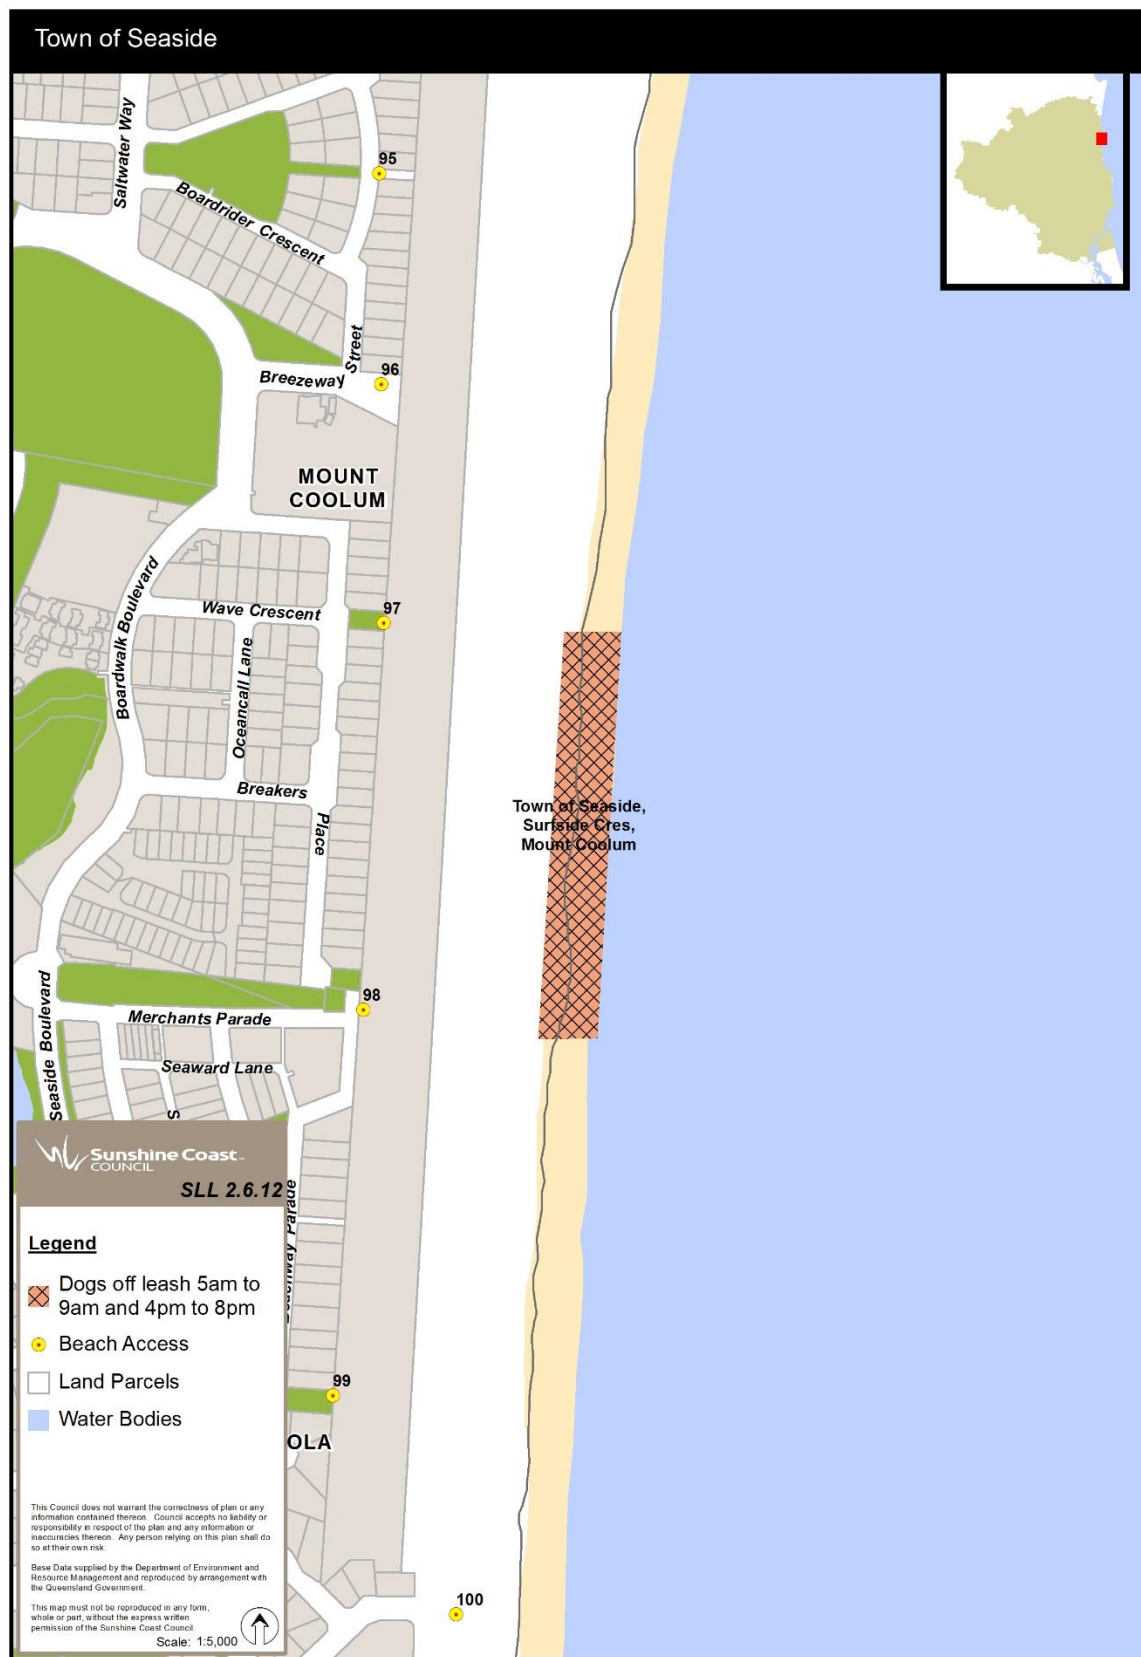 Town of Seaside
Saltwater Way
95
Boardrider Crescent
Street
Breezeway
96
MOUNT
COOLUM
Boardwalk Boulevard
Wave Crescent
97
Oceancall Lane
Breakers
Place
Town of Seaside,
Surfside Cres,
Mount Coolum
98
Merchants Parade
Seaside Boulevard
Seaward Lane
S
Sunshine Coast
COUNCIL
SLL 2.6.12
Parade
Legend
Dogs off leash 5am to
9am and 4pm to 8pm
Beach Access
Land Parcels
Water Bodies
99
OLA
This Council does not warrant the correctness of plan or any
information contained thereon. Council accepts no liability or
responsibility in respect of the plan and any information or
inaccuracies thereon. Any person relying on this plan shall do
so at their own risk.
Base Data supplied by the Department of Environment and
Resource Management and reproduced by arrangement with
the Queensland Government.
This map must not be reproduced in any form,
whole or part, without the express written
permission of the Sunshine Coast Council.
Scale: 1:5,000
100